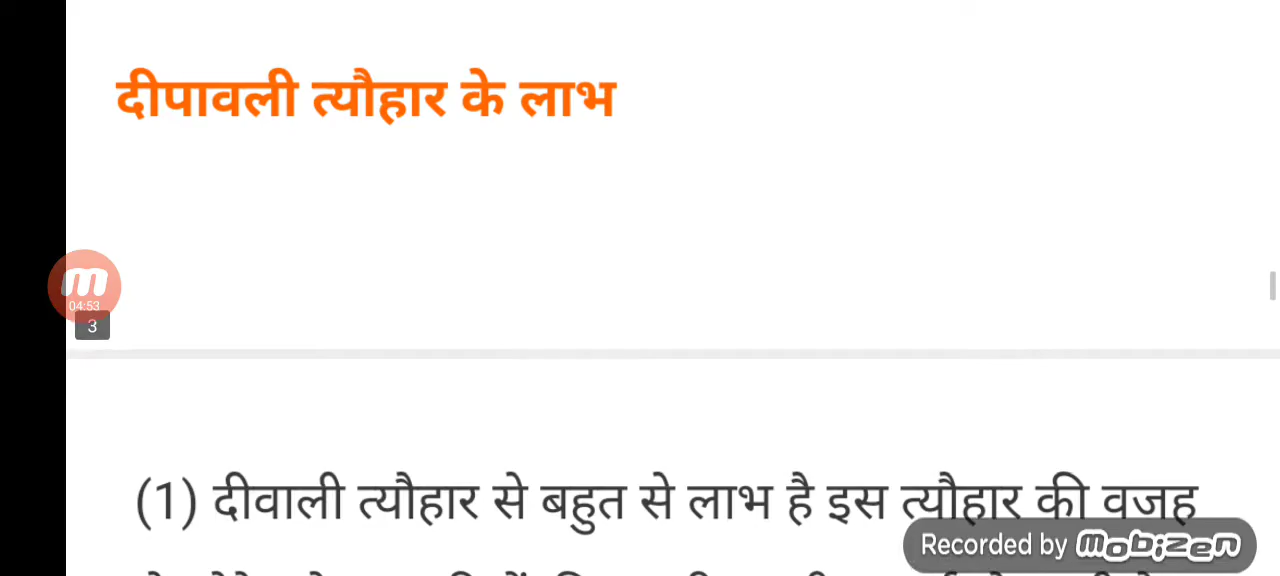 दीपावली त्यौहार के लाभ
m
04:53
3
(1) दीवाली त्यौहार से बहुत से लाभ है इस त्यौहार की वजह
Recorded by mobizen